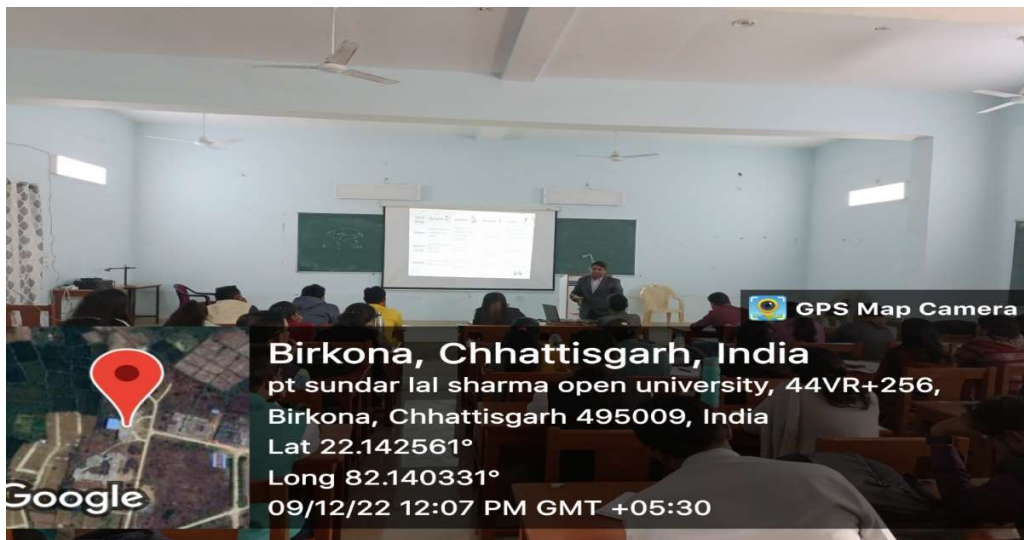 GPS Map Camera
Birkona, Chhattisgarh, India
pt sundar lal sharma open university, 44VR+256,
Birkona, Chhattisgarh 495009, India
Lat 22.142561°
Long 82.140331°
09/12/22 12:07 PM GMT +05:30
Google